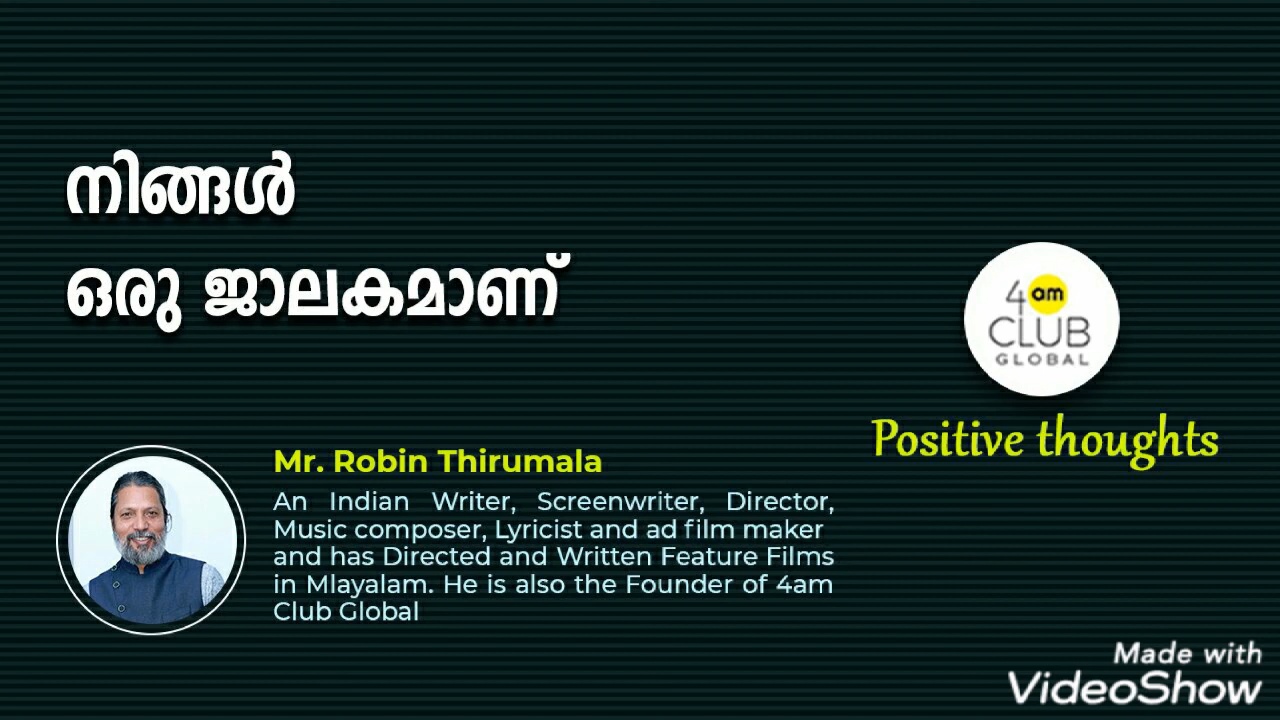 നിങ്ങൾ
ഒരു ജാലകമാണ്
4 am
CLUB
GLOBAL
Positive thoughts
Mr. Robin Thirumala
An Indian Writer, Screenwriter, Director,
Music composer, Lyricist and ad film maker
and has Directed and Written Feature Films
in Mlayalam. He is also the Founder of 4am
Club Global
Made with
VideoShow